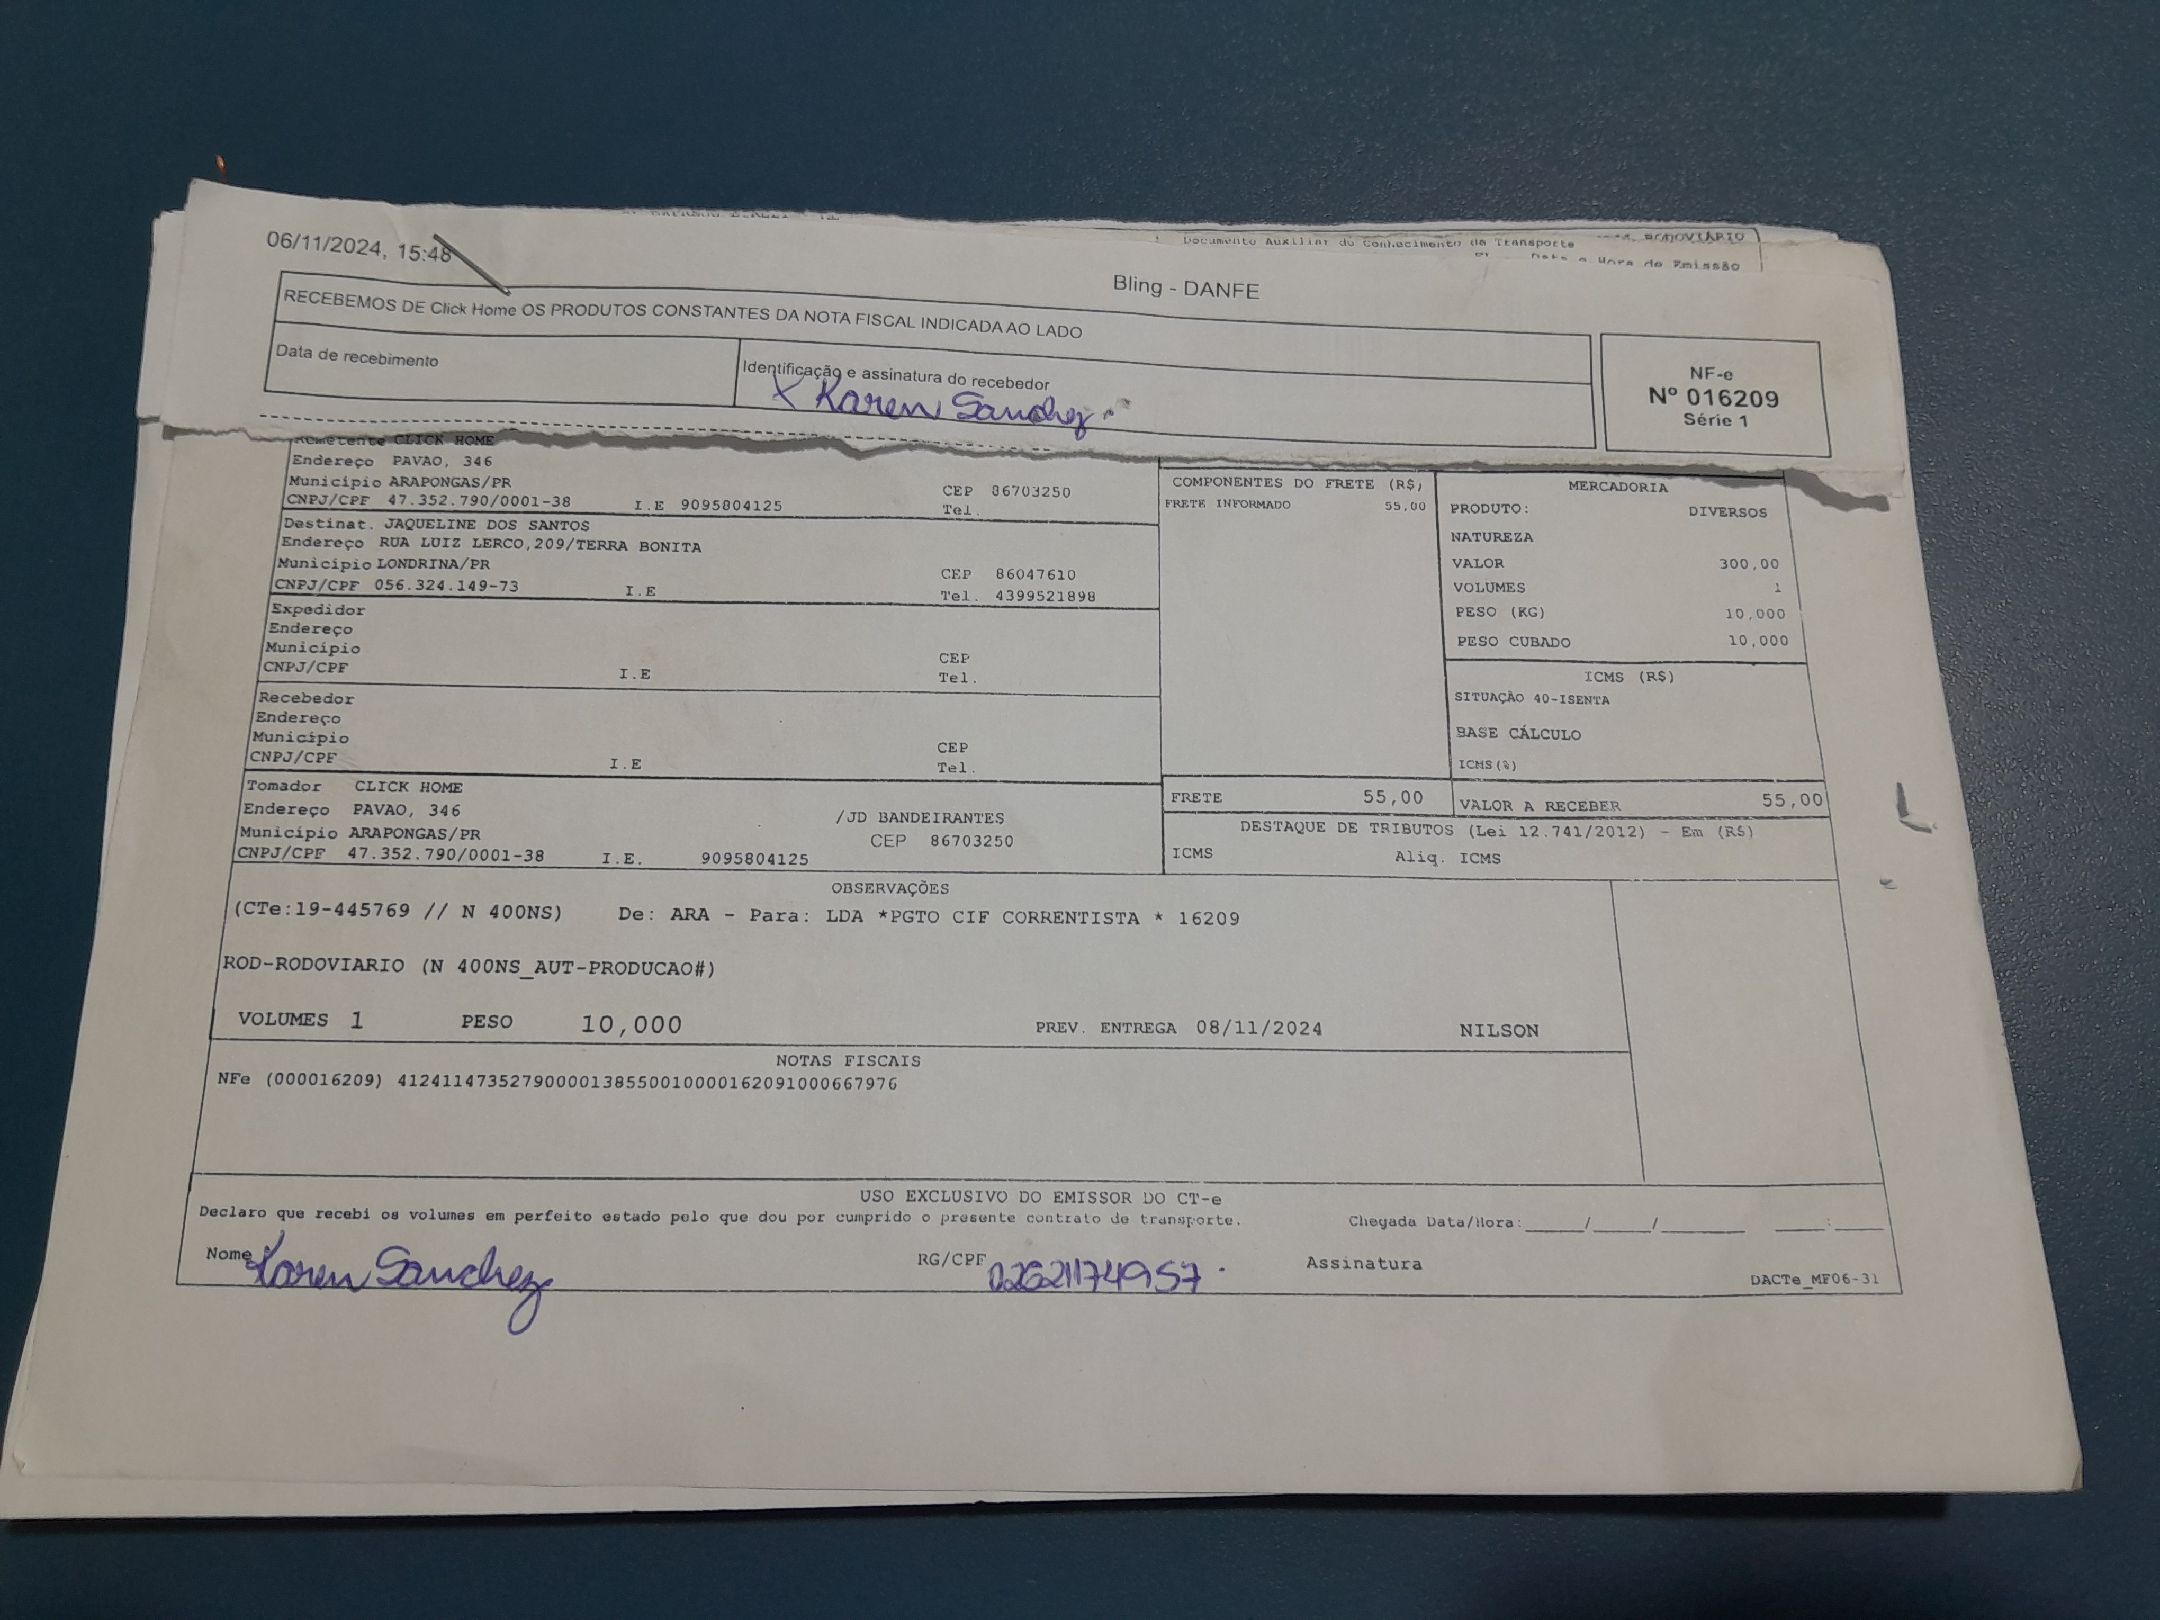 Documento Auxiliar do Conhecimento de Transporte
RODOVIÁRIO
Data e Hora de Emissão
06/11/2024, 15:48
Bling - DANFE
RECEBEMOS DE Click Home OS PRODUTOS CONSTANTES DA NOTA FISCAL INDICADA AO LADO
Data de recebimento
Identificação e assinatura do recebedor
X Karen Sanchez
NF-e
Nº 016209
Série 1
Remetente CLICK HOME
Endereço PAVAO, 346
Município ARAPONGAS/PR CEP 86703250
CNPJ/CPF 47.352.790/0001-38 I.E 9095804125 Tel.
Destinat. JAQUELINE DOS SANTOS
Endereço RUA LUIZ LERCO,209/TERRA BONITA
Município LONDRINA/PR CEP 86047610
CNPJ/CPF 056.324.149-73 I.E Tel. 4399521898
Expedidor
Endereço
Município CEP
CNPJ/CPF I.E Tel.
Recebedor
Endereço
Município CEP
CNPJ/CPF I.E Tel.
Tomador CLICK HOME
Endereço PAVAO, 346 /JD BANDEIRANTES
Município ARAPONGAS/PR CEP 86703250
CNPJ/CPF 47.352.790/0001-38 I.E. 9095804125
COMPONENTES DO FRETE (R$)
FRETE INFORMADO 55,00
MERCADORIA
PRODUTO: DIVERSOS
NATUREZA
VALOR 300,00
VOLUMES 1
PESO (KG) 10,000
PESO CUBADO 10,000
ICMS (R$)
SITUAÇÃO 40-ISENTA
BASE CÁLCULO
ICMS(%)
FRETE 55,00 VALOR A RECEBER 55,00
DESTAQUE DE TRIBUTOS (Lei 12.741/2012) - Em (R$)
ICMS Aliq. ICMS
OBSERVAÇÕES
(CTe:19-445769 // N 400NS) De: ARA - Para: LDA *PGTO CIF CORRENTISTA * 16209
ROD-RODOVIARIO (N 400NS_AUT-PRODUCAO#)
VOLUMES 1 PESO 10,000 PREV. ENTREGA 08/11/2024 NILSON
NOTAS FISCAIS
NFe (000016209) 41241147352790000138550010000162091000667976
USO EXCLUSIVO DO EMISSOR DO CT-e
Declaro que recebi os volumes em perfeito estado pelo que dou por cumprido o presente contrato de transporte. Chegada Data/Hora:_____/_____/_______ ____:____
Nome Karen Sanchez RG/CPF 02621174957 Assinatura
DACTe_MF06-31